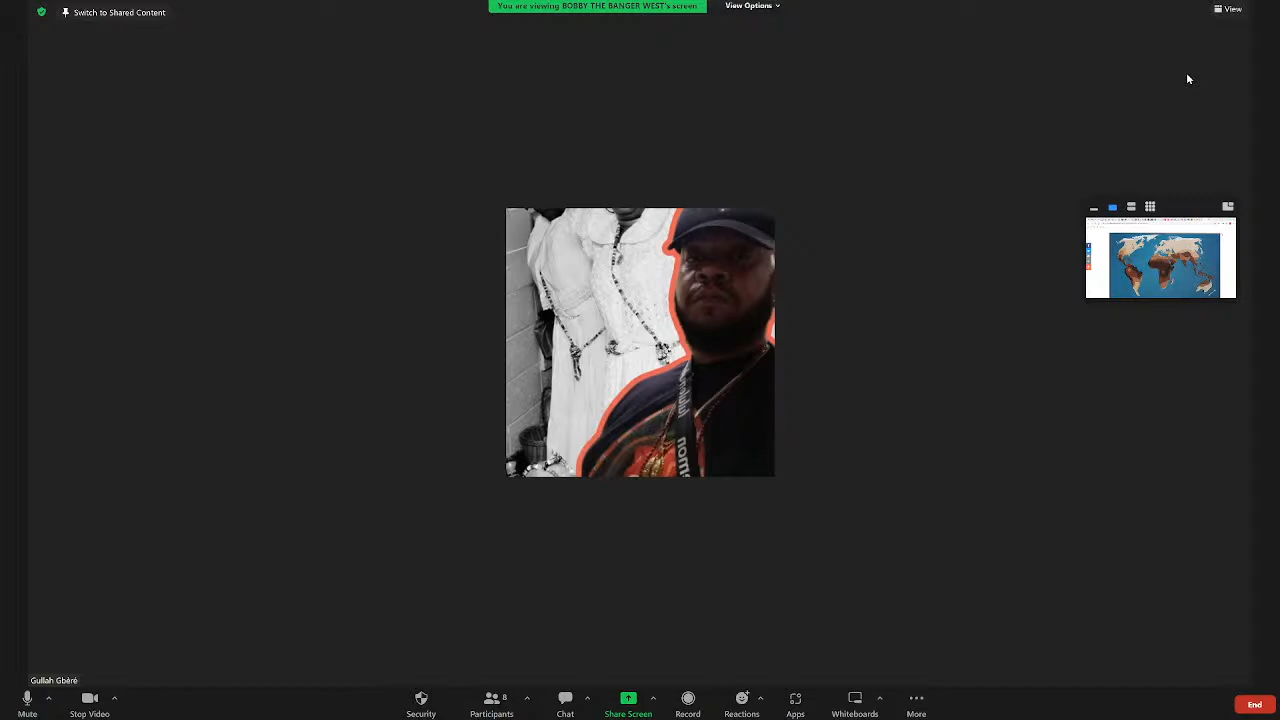 You are viewing BOBBY THE BANGER WEST's screen
View Options
Switch to Shared Content
View
Gullah Gbèrè
Mute
Stop Video
Security
Participants
8
Chat
Share Screen
Record
Reactions
Apps
Whiteboards
More
End